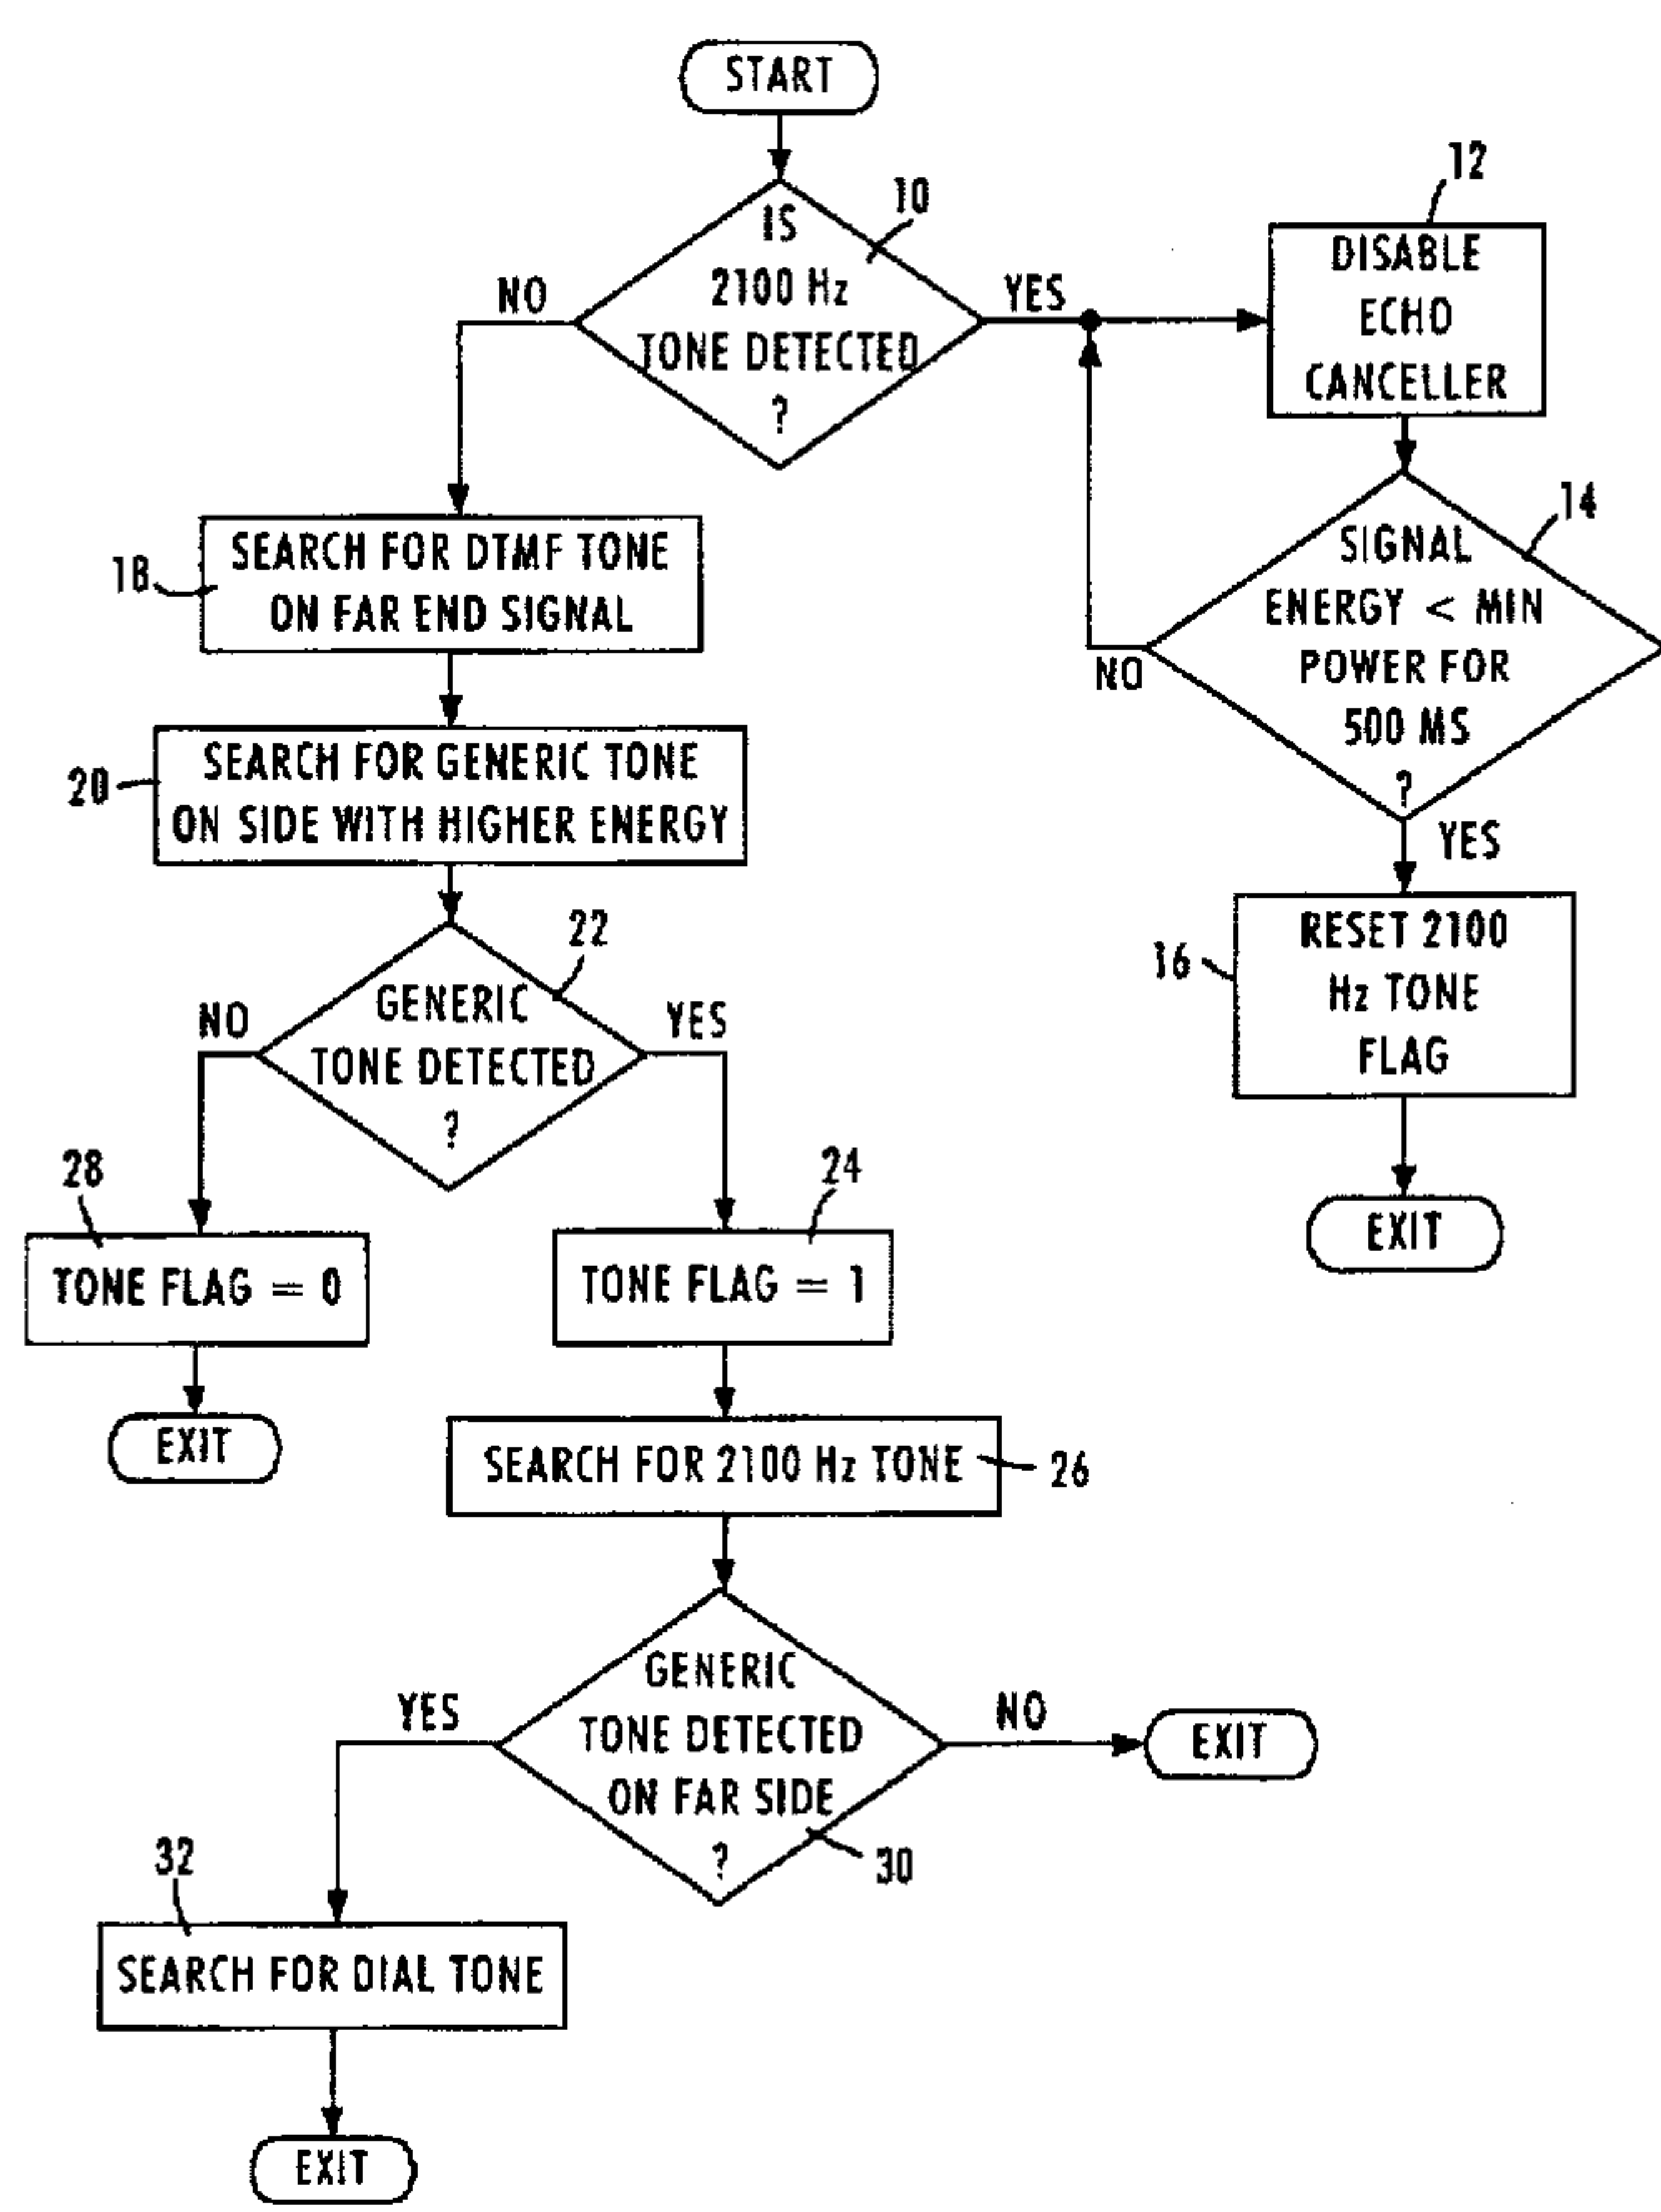 START
10
IS
2100 Hz
TONE DETECTED
?
NO
YES
12
DISABLE
ECHO
CANCELLER
14
SIGNAL
ENERGY < MIN
POWER FOR
500 MS
?
NO
YES
16
RESET 2100
Hz TONE
FLAG
EXIT
18
SEARCH FOR DTMF TONE
ON FAR END SIGNAL
20
SEARCH FOR GENERIC TONE
ON SIDE WITH HIGHER ENERGY
22
GENERIC
TONE DETECTED
?
NO
YES
28
TONE FLAG = 0
EXIT
24
TONE FLAG = 1
SEARCH FOR 2100 Hz TONE
26
GENERIC
TONE DETECTED
ON FAR SIDE
?
30
YES
NO
EXIT
32
SEARCH FOR DIAL TONE
EXIT